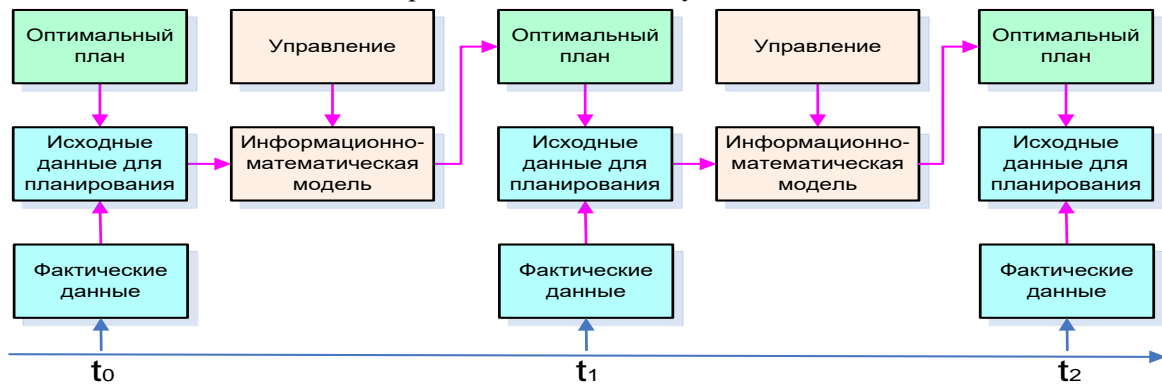 Оптимальный
план
Управление
Оптимальный
план
Управление
Оптимальный
план
Исходные
данные для
планирования
Информационно-
математическая
модель
Исходные
данные для
планирования
Информационно-
математическая
модель
Исходные
данные для
планирования
Фактические
данные
Фактические
данные
Фактические
данные
t0
t1
t2